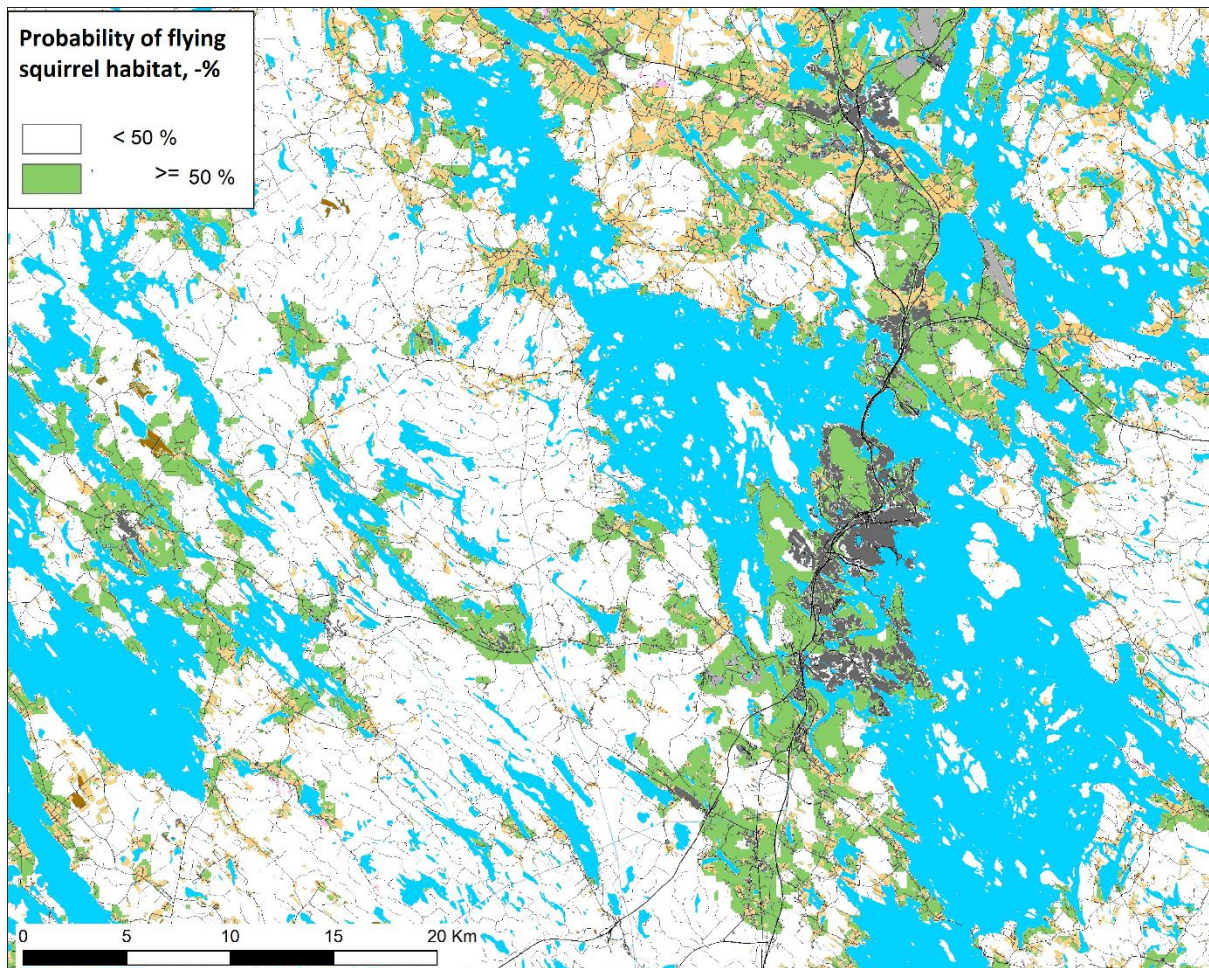 Probability of flying
squirrel habitat, -%
< 50 %
>= 50 %
0 5 10 15 20 Km